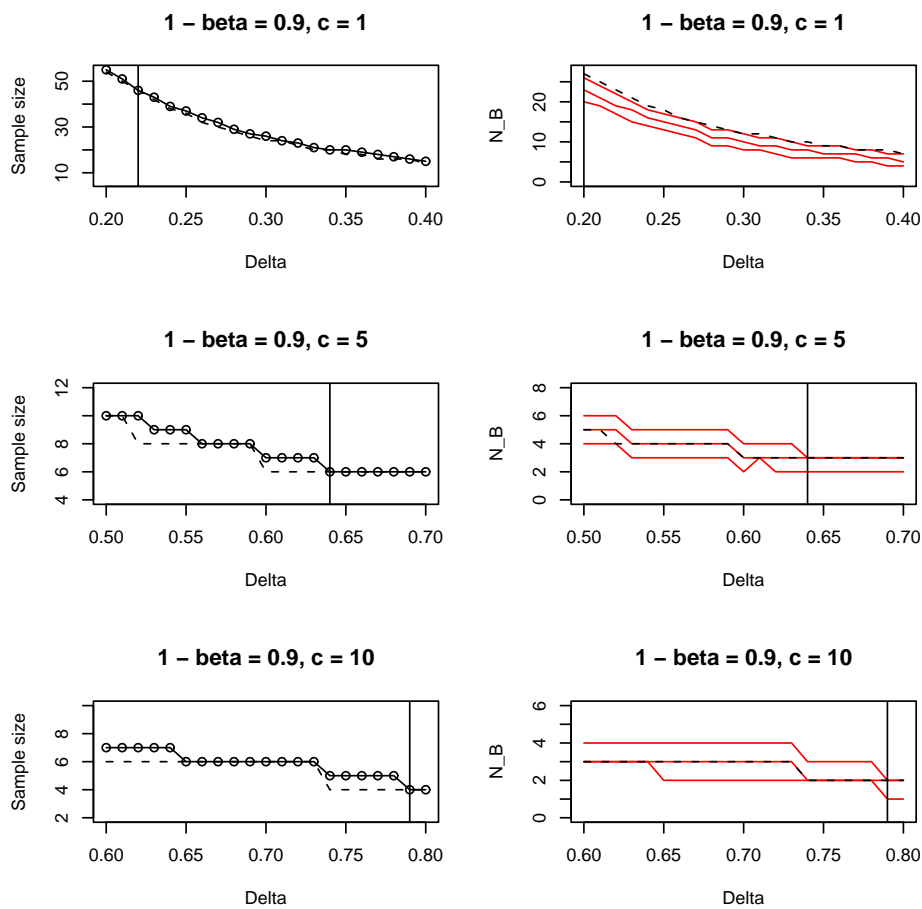 1 − beta = 0.9, c = 1
Sample size
10
30
50
0.20 0.25 0.30 0.35 0.40
Delta
1 − beta = 0.9, c = 1
N_B
0
10
20
0.20 0.25 0.30 0.35 0.40
Delta
1 − beta = 0.9, c = 5
Sample size
4
6
8
12
0.50 0.55 0.60 0.65 0.70
Delta
1 − beta = 0.9, c = 5
N_B
0
2
4
6
8
0.50 0.55 0.60 0.65 0.70
Delta
1 − beta = 0.9, c = 10
Sample size
2
4
6
8
0.60 0.65 0.70 0.75 0.80
Delta
1 − beta = 0.9, c = 10
N_B
0
2
4
6
0.60 0.65 0.70 0.75 0.80
Delta